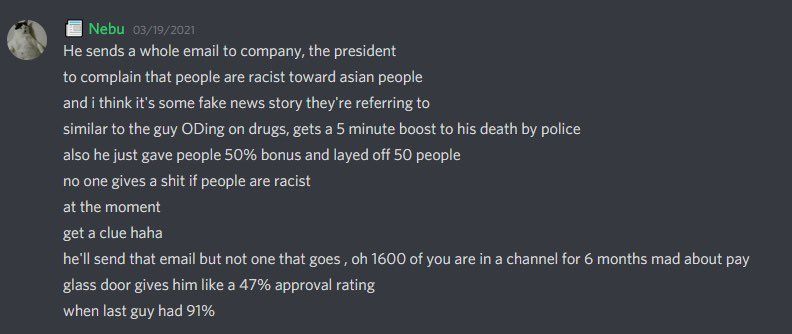 Nebu 03/19/2021
He sends a whole email to company, the president
to complain that people are racist toward asian people
and i think it's some fake news story they're referring to
similar to the guy ODing on drugs, gets a 5 minute boost to his death by police
also he just gave people 50% bonus and layed off 50 people
no one gives a shit if people are racist
at the moment
get a clue haha
he'll send that email but not one that goes , oh 1600 of you are in a channel for 6 months mad about pay
glass door gives him like a 47% approval rating
when last guy had 91%